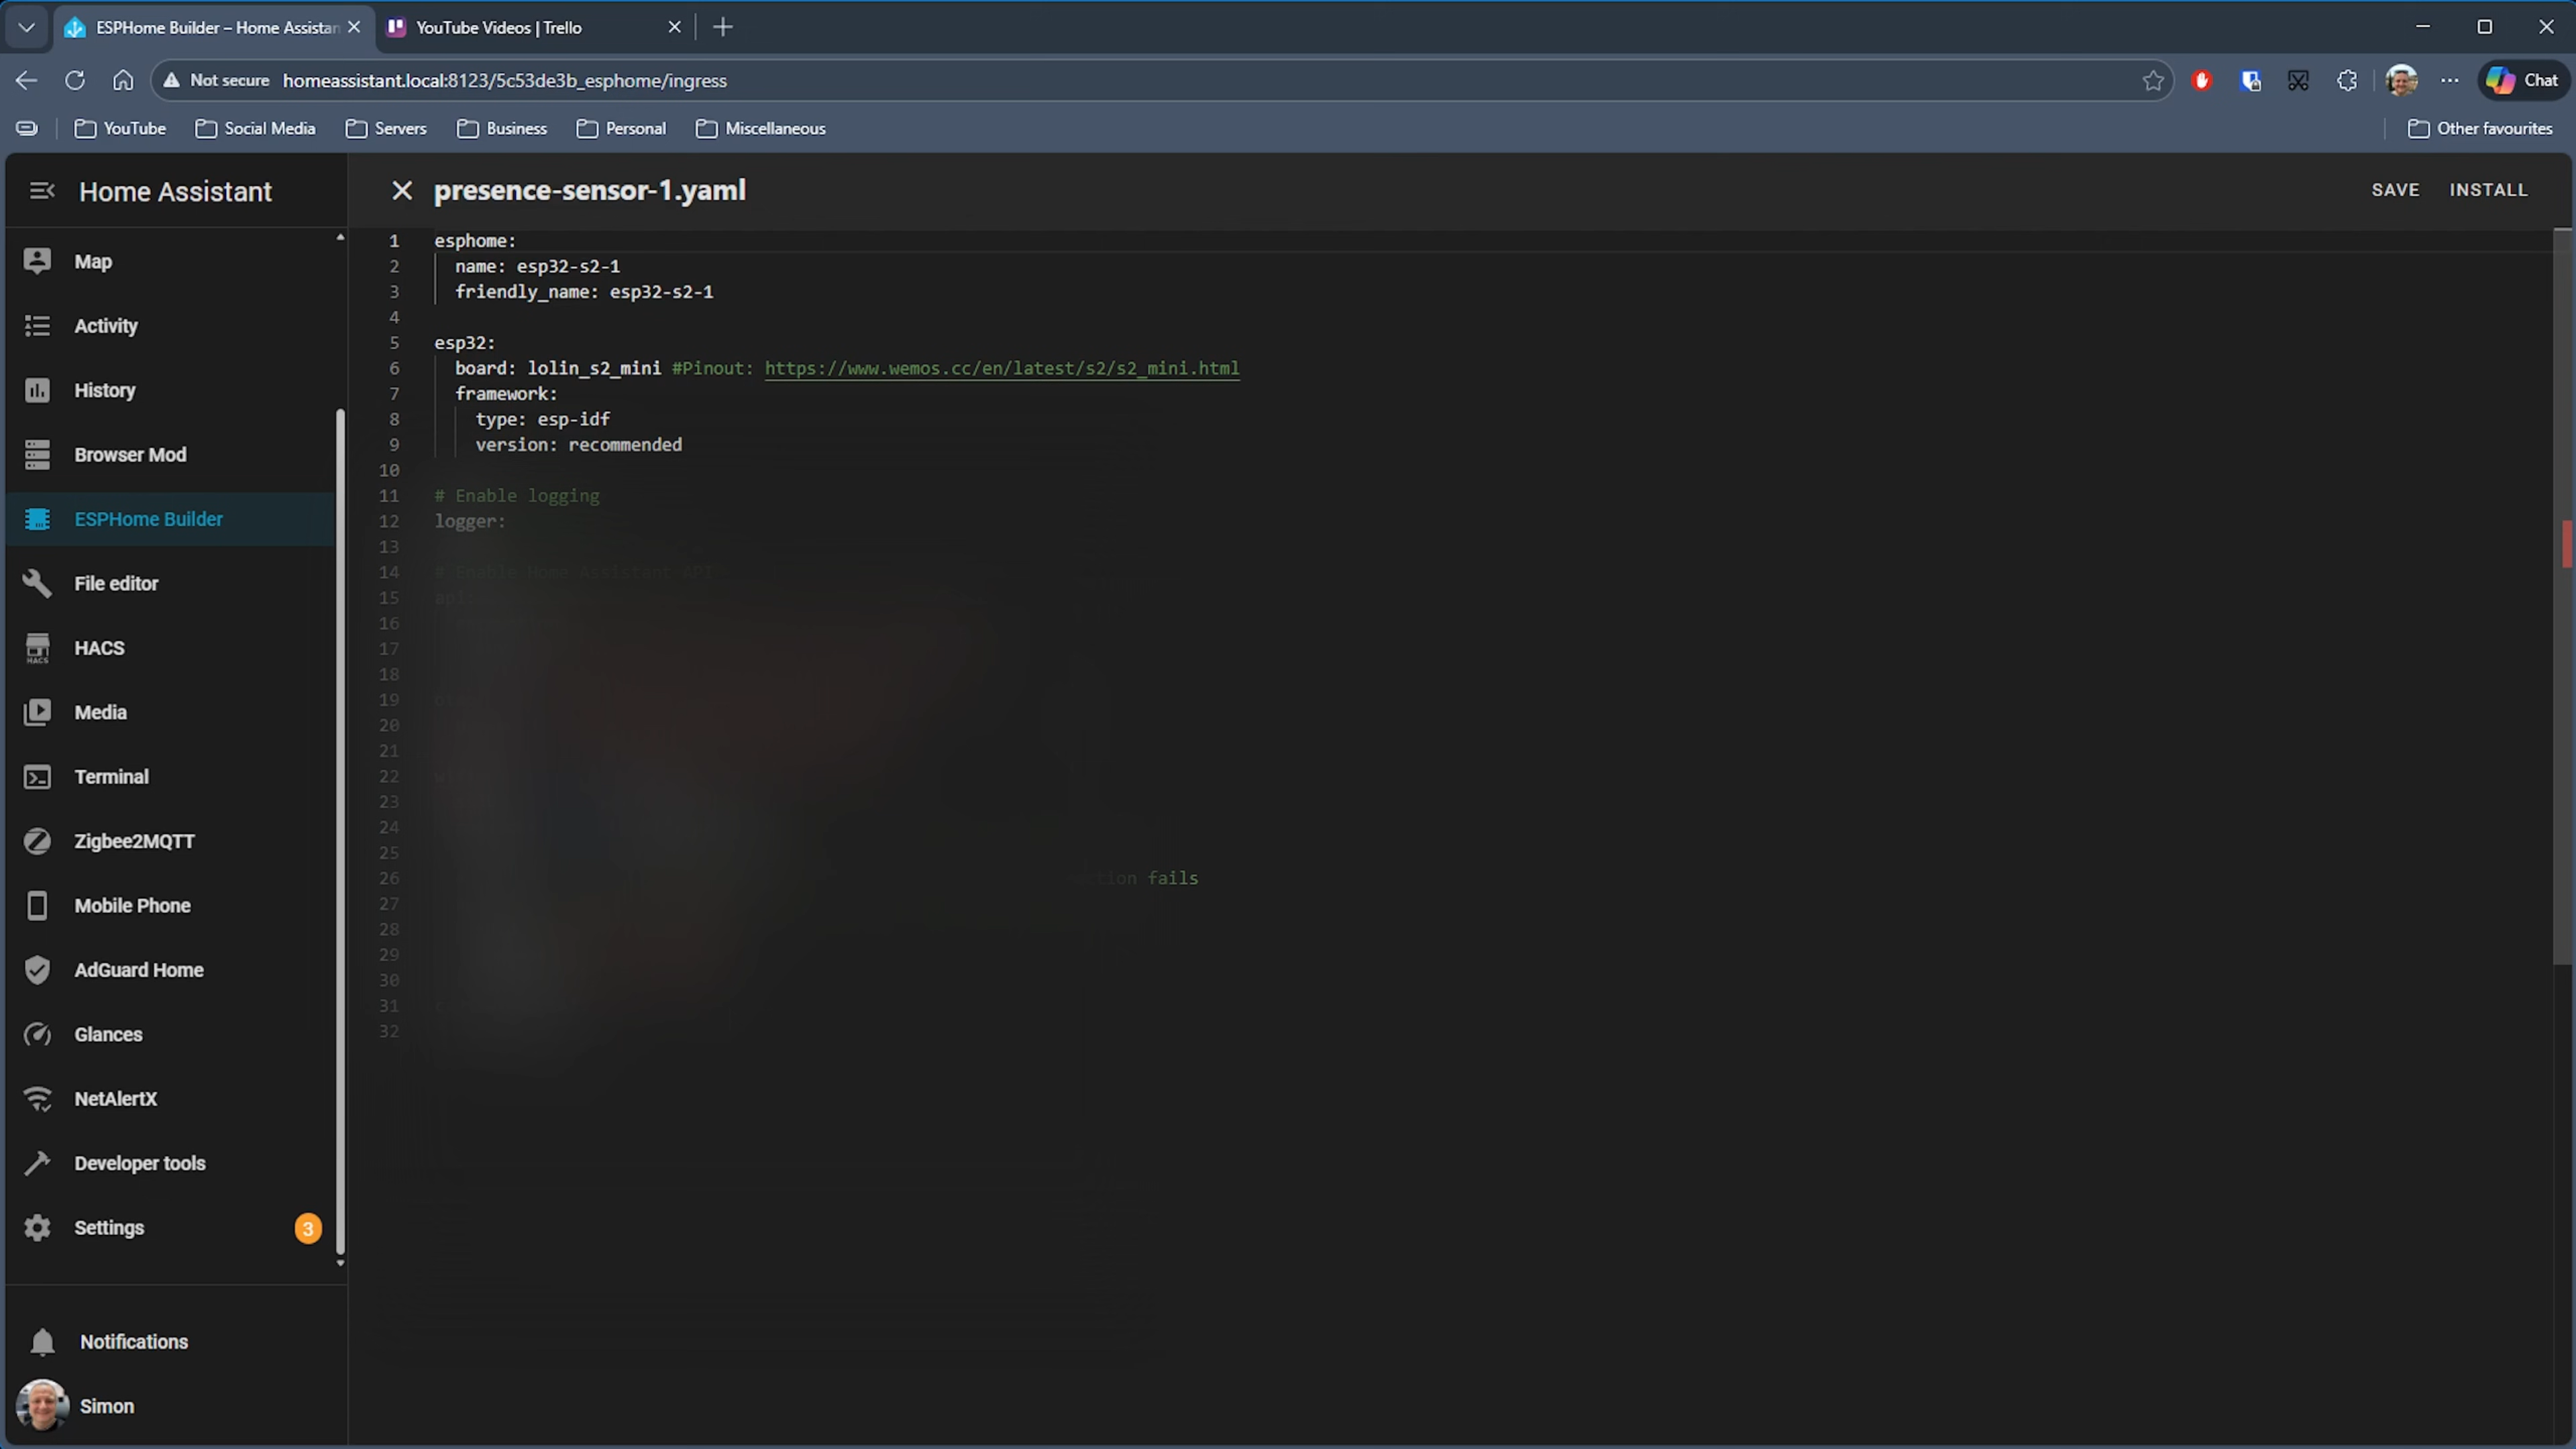 ESPHome Builder – Home Assistan
YouTube Videos | Trello
Not secure homeassistant.local:8123/5c53de3b_esphome/ingress
Chat
YouTube
Social Media
Servers
Business
Personal
Miscellaneous
Other favourites
Home Assistant
presence-sensor-1.yaml
SAVE
INSTALL
Map
Activity
History
Browser Mod
ESPHome Builder
File editor
HACS
Media
Terminal
Zigbee2MQTT
Mobile Phone
AdGuard Home
Glances
NetAlertX
Developer tools
Settings 3
Notifications
Simon
1 esphome:
2 name: esp32-s2-1
3 friendly_name: esp32-s2-1
4
5 esp32:
6 board: lolin_s2_mini #Pinout: https://www.wemos.cc/en/latest/s2/s2_mini.html
7 framework:
8 type: esp-idf
9 version: recommended
10
11 # Enable logging
12 logger:
13
14 # Enable Home Assistant API
15 api:
16
17
18
19
20
21
22
23
24
25
26 fails
27
28
29
30
31
32